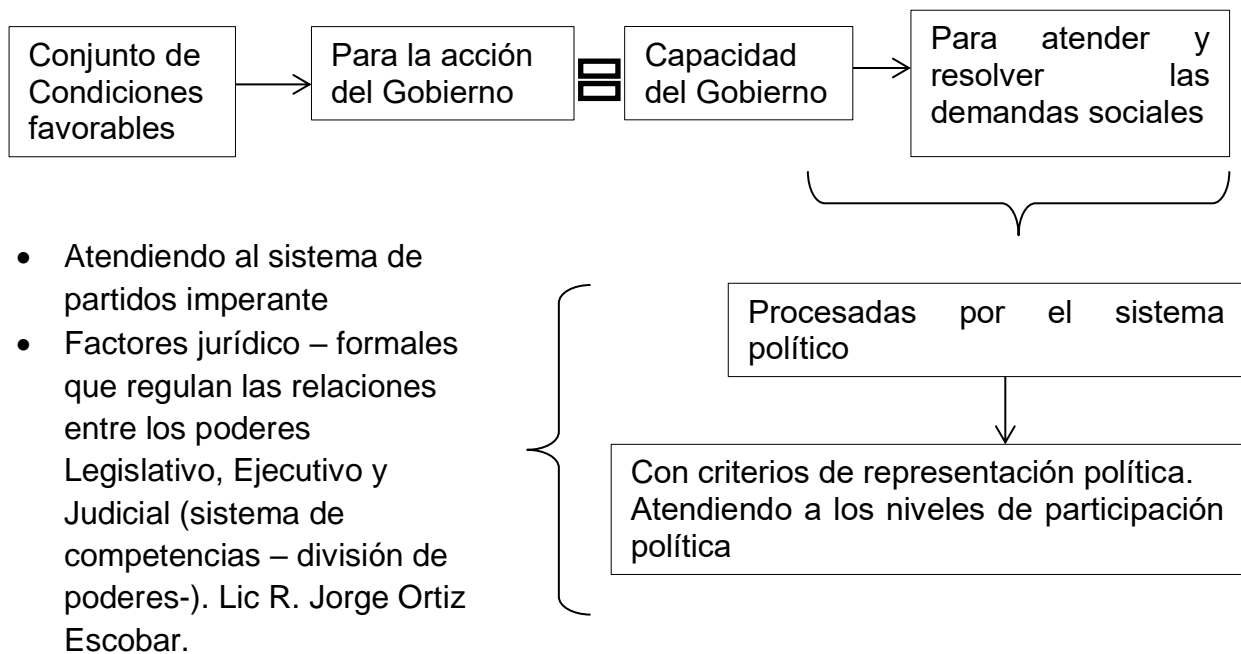 Conjunto de
Condiciones
favorables
Para la acción
del Gobierno
Capacidad
del Gobierno
Para atender y
resolver las
demandas sociales
• Atendiendo al sistema de
partidos imperante
• Factores jurídico – formales
que regulan las relaciones
entre los poderes
Legislativo, Ejecutivo y
Judicial (sistema de
competencias – división de
poderes-). Lic R. Jorge Ortiz
Escobar.
Procesadas por el sistema
político
Con criterios de representación política.
Atendiendo a los niveles de participación
política